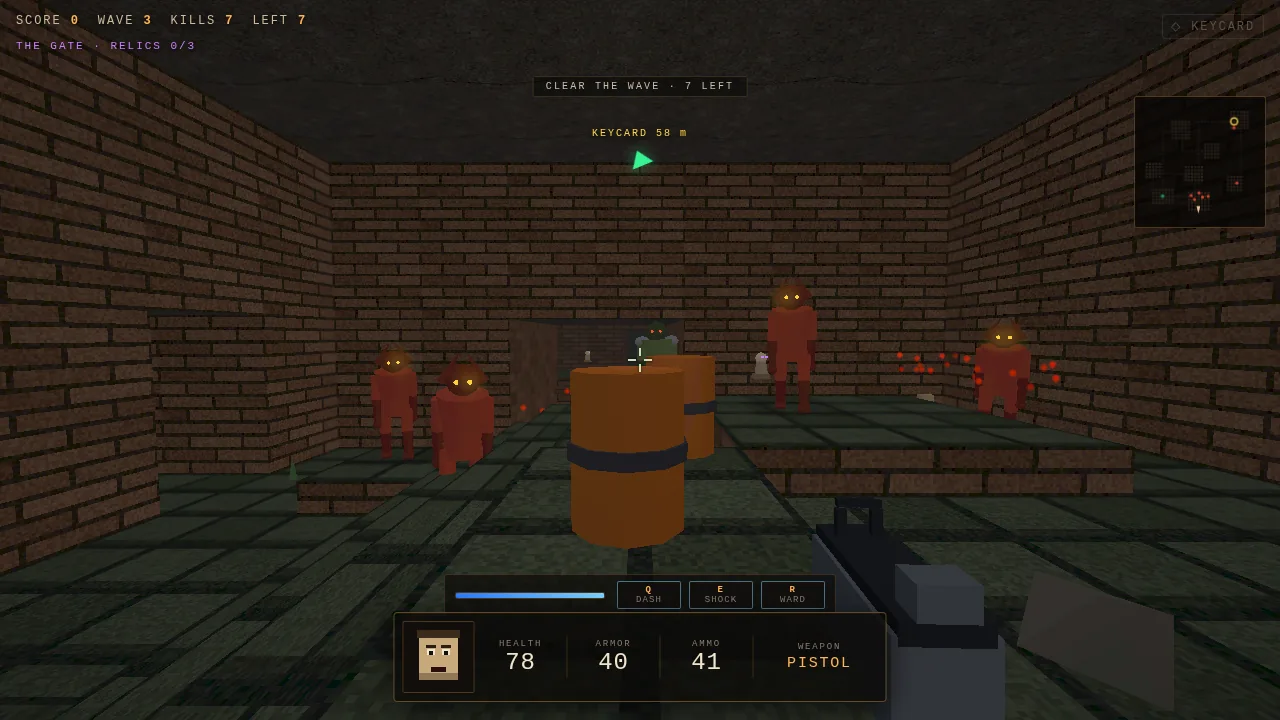 SCORE 0 WAVE 3 KILLS 7 LEFT 7
◇ KEYCARD
THE GATE · RELICS 0/3
CLEAR THE WAVE · 7 LEFT
KEYCARD 58 m
Q E R
DASH SHOCK WARD
HEALTH ARMOR AMMO WEAPON
78 40 41 PISTOL